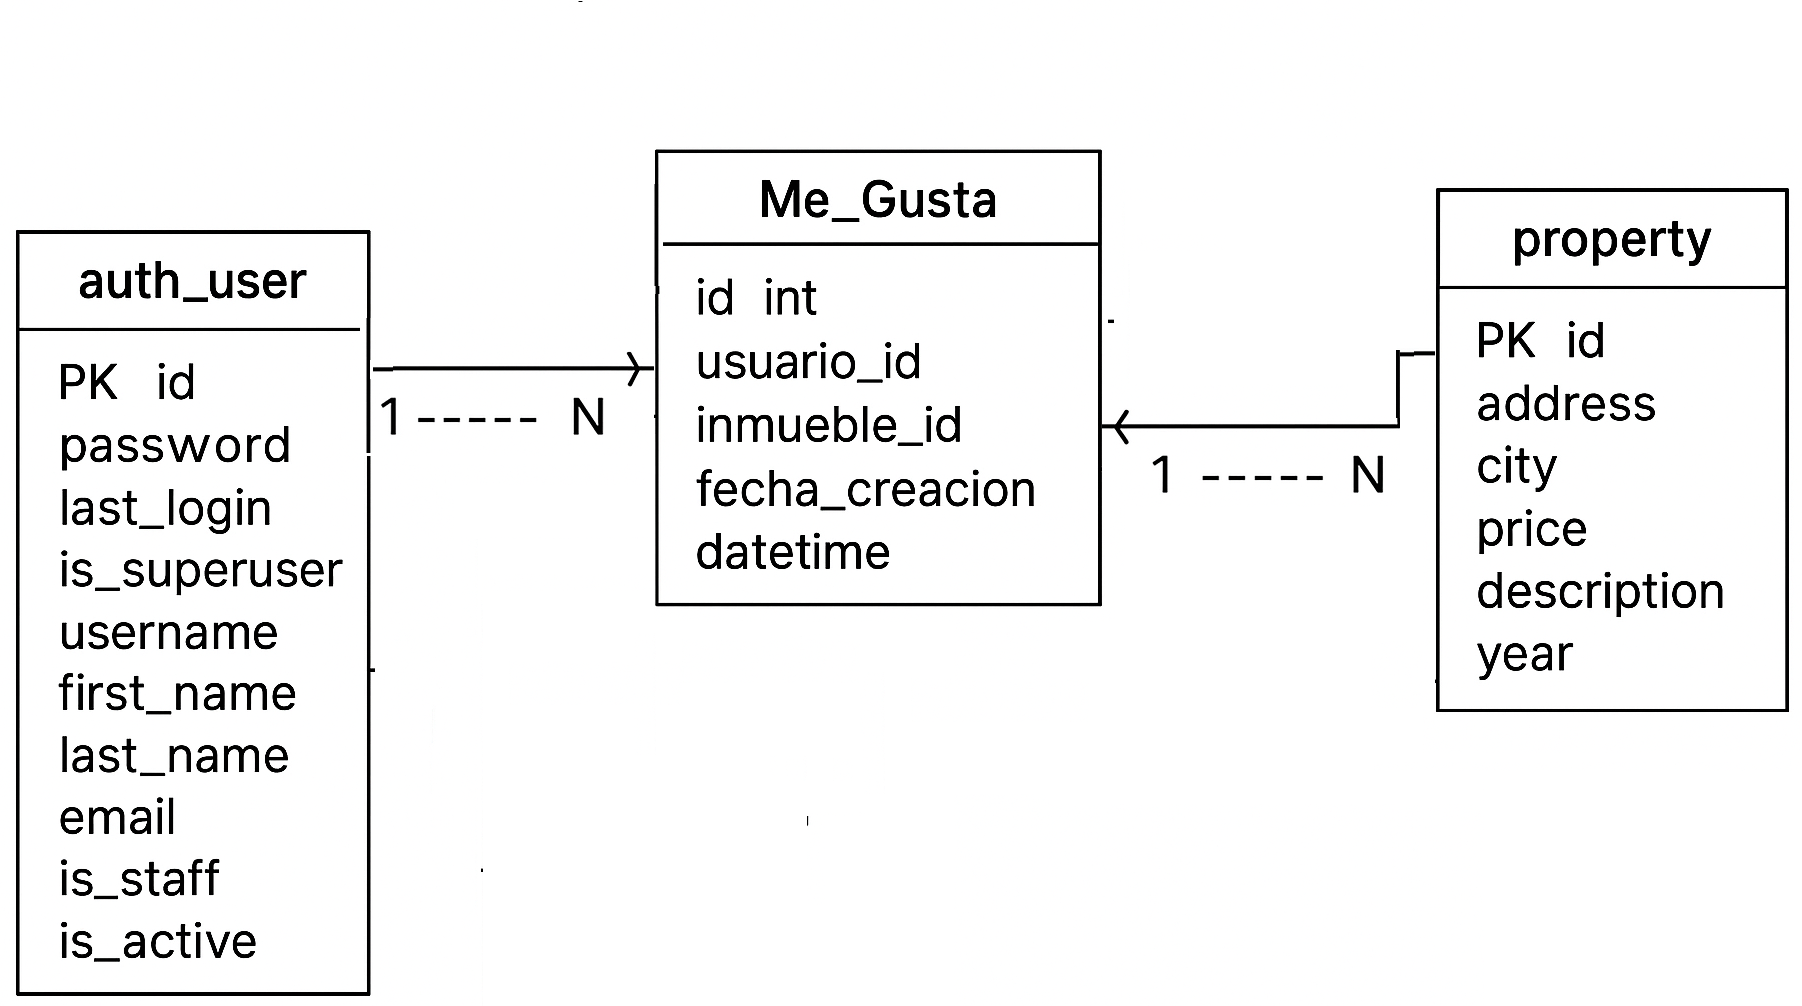 auth_user
PK id
password
last_login
is_superuser
username
first_name
last_name
email
is_staff
is_active
1 ----- N
Me_Gusta
id int
usuario_id
inmueble_id
fecha_creacion
datetime
1 ----- N
property
PK id
address
city
price
description
year